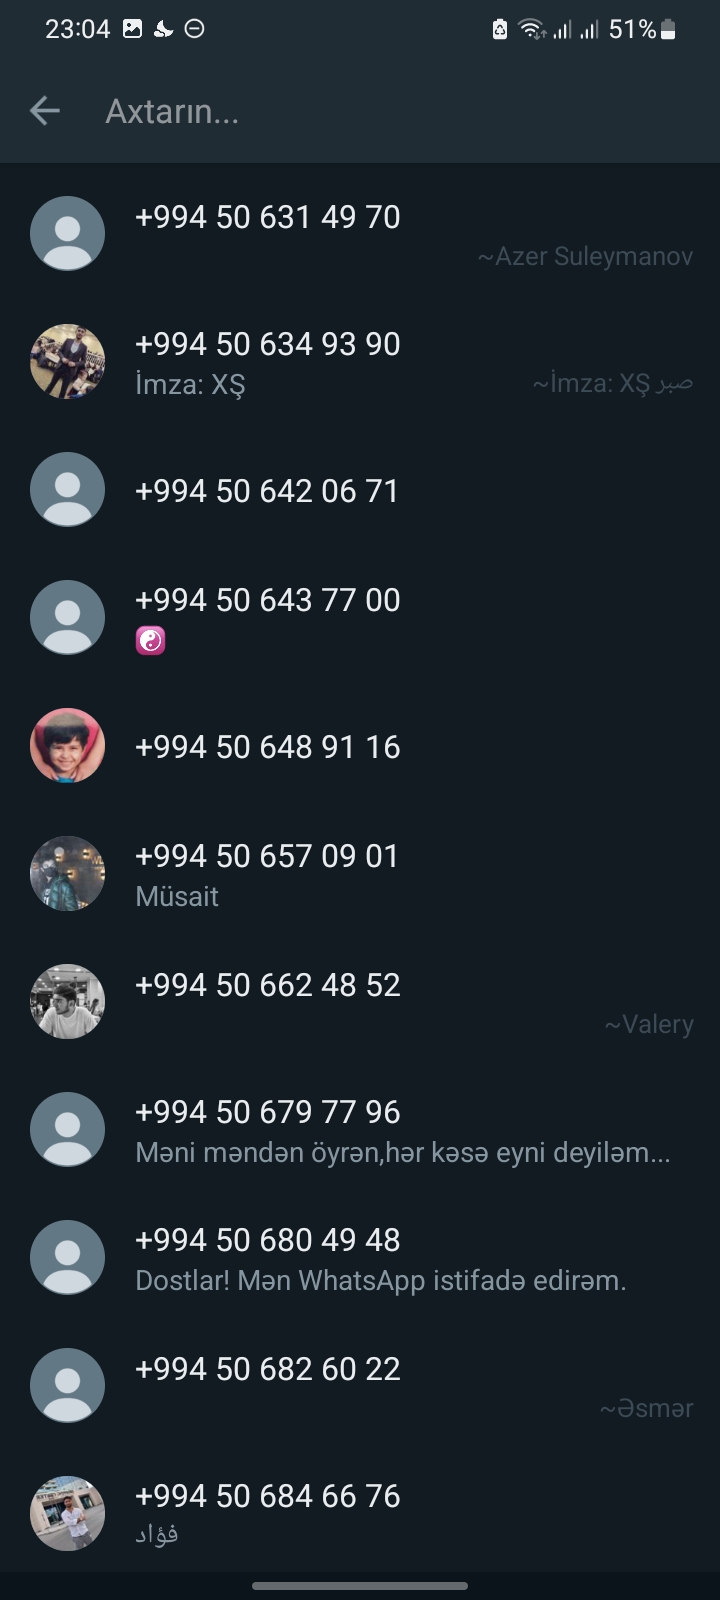 23:04 51%
Axtarın...
+994 50 631 49 70
~Azer Suleymanov
+994 50 634 93 90
İmza: XŞ ~İmza: XŞ صبر
+994 50 642 06 71
+994 50 643 77 00
☯
+994 50 648 91 16
+994 50 657 09 01
Müsait
+994 50 662 48 52
~Valery
+994 50 679 77 96
Məni məndən öyrən,hər kəsə eyni deyiləm...
+994 50 680 49 48
Dostlar! Mən WhatsApp istifadə edirəm.
+994 50 682 60 22
~Əsmər
+994 50 684 66 76
فؤاد